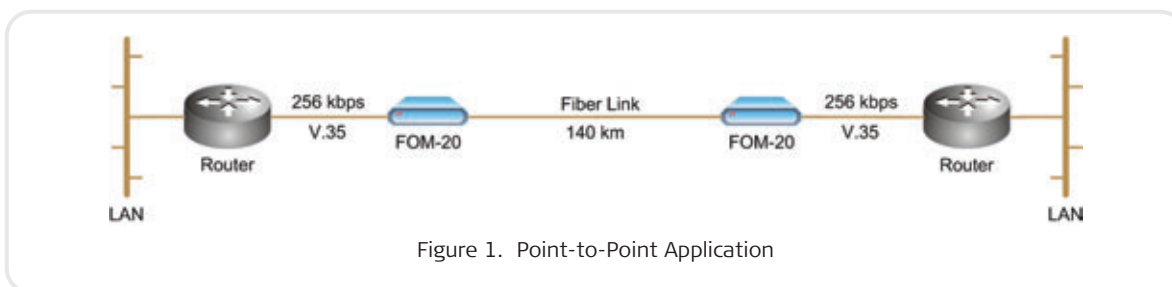 256 kbps
V.35
Router
LAN
FOM-20
Fiber Link
140 km
FOM-20
256 kbps
V.35
Router
LAN
Figure 1. Point-to-Point Application